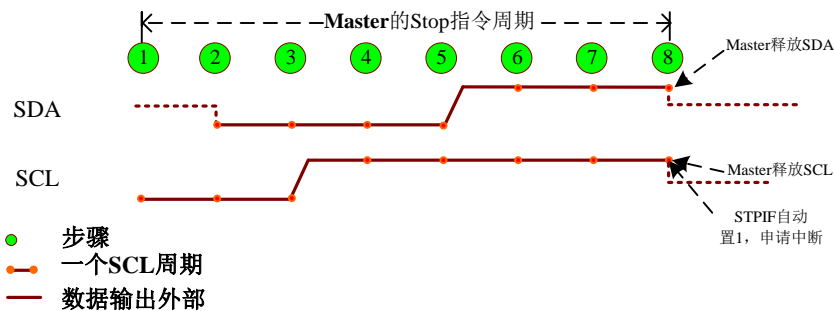 Master的Stop指令周期
1 2 3 4 5 6 7 8
Master释放SDA
SDA
SCL
Master释放SCL
STPIF自动
置1，申请中断
步骤
一个SCL周期
数据输出外部